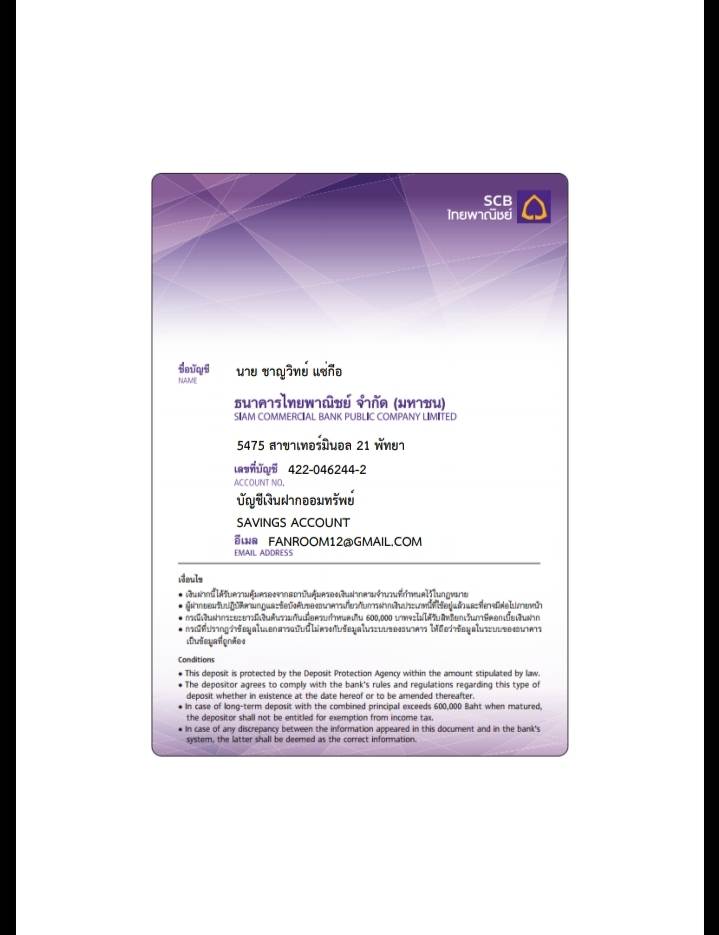 SCB
ไทยพาณิชย์
ชื่อบัญชี นาย ชาญวิทย์ แซ่กือ
NAME
ธนาคารไทยพาณิชย์ จำกัด (มหาชน)
SIAM COMMERCIAL BANK PUBLIC COMPANY LIMITED
5475 สาขาเทอร์มินอล 21 พัทยา
เลขที่บัญชี 422-046244-2
ACCOUNT NO.
บัญชีเงินฝากออมทรัพย์
SAVINGS ACCOUNT
อีเมล FANROOM12@GMAIL.COM
EMAIL ADDRESS
เงื่อนไข
• เงินฝากนี้ได้รับความคุ้มครองจากสถาบันคุ้มครองเงินฝากตามจำนวนที่กำหนดไว้ในกฎหมาย
• ผู้ฝากยอมรับปฏิบัติตามกฎและข้อบังคับของธนาคารเกี่ยวกับการฝากเงินประเภทนี้ที่ใช้อยู่แล้วและที่อาจมีต่อไปภายหน้า
• กรณีเงินฝากระยะยาวมีเงินต้นรวมกันเมื่อครบกำหนดเกิน 600,000 บาทจะไม่ได้รับสิทธิยกเว้นภาษีดอกเบี้ยเงินฝาก
• กรณีที่ปรากฏว่าข้อมูลในเอกสารฉบับนี้ไม่ตรงกับข้อมูลในระบบของธนาคาร ให้ถือว่าข้อมูลในระบบของธนาคาร
เป็นข้อมูลที่ถูกต้อง
Conditions
• This deposit is protected by the Deposit Protection Agency within the amount stipulated by law.
• The depositor agrees to comply with the bank's rules and regulations regarding this type of
deposit whether in existence at the date hereof or to be amended thereafter.
• In case of long-term deposit with the combined principal exceeds 600,000 Baht when matured,
the depositor shall not be entitled for exemption from income tax.
• In case of any discrepancy between the information appeared in this document and in the bank's
system, the latter shall be deemed as the correct information.